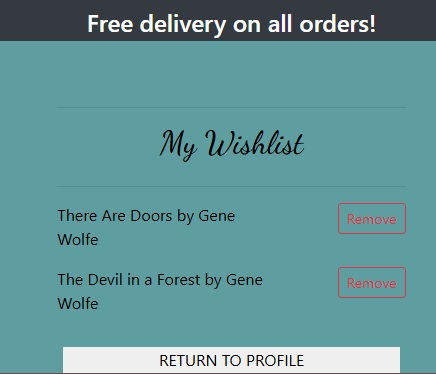 Free delivery on all orders!
My Wishlist
There Are Doors by Gene
Wolfe
Remove
The Devil in a Forest by Gene
Wolfe
Remove
RETURN TO PROFILE